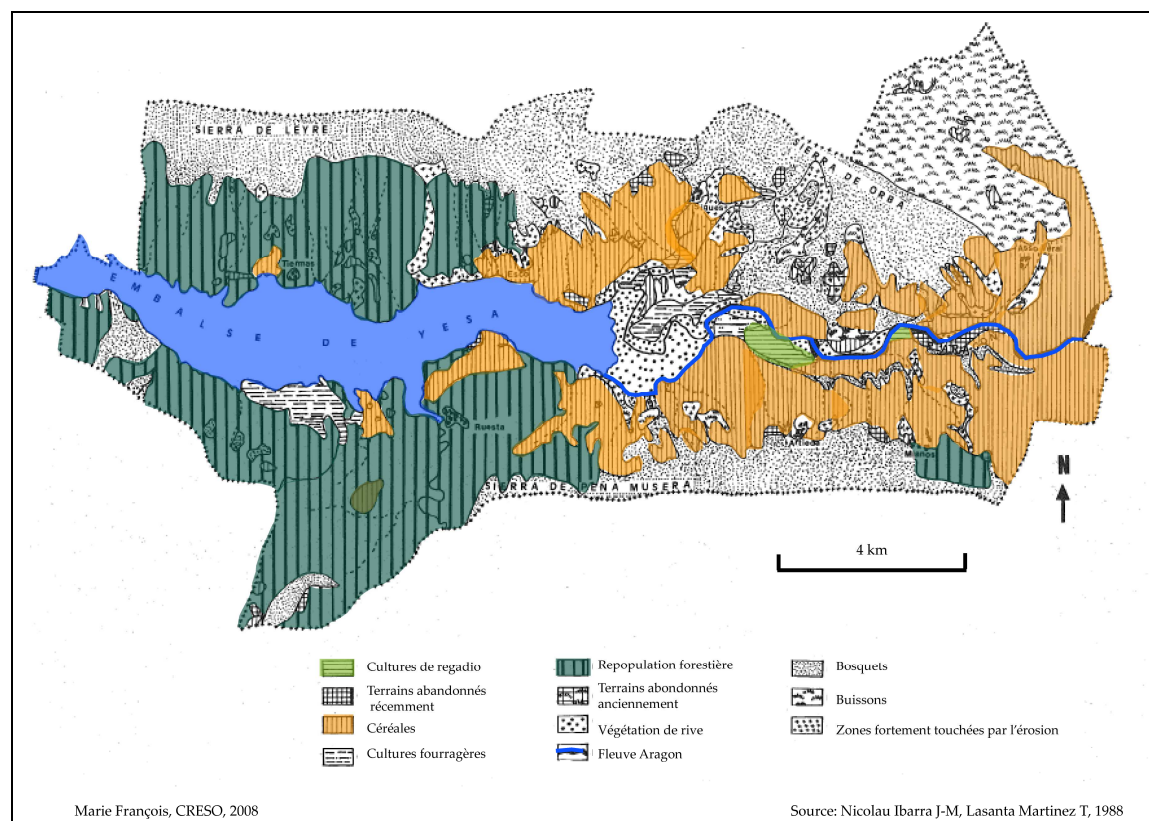 SIERRA DE LEYRE
SIERRA DE ORBA
Tiermas
EMBALSE DE YESA
Ruesta
Artieda
Mianos
SIERRA DE PEÑA MUSERA
N
4 km
Cultures de regadio
Terrains abandonnés
récemment
Céréales
Cultures fourragères
Repopulation forestière
Terrains abondonnés
anciennement
Végétation de rive
Fleuve Aragon
Bosquets
Buissons
Zones fortement touchées par l'érosion
Marie François, CRESO, 2008
Source: Nicolau Ibarra J-M, Lasanta Martinez T, 1988